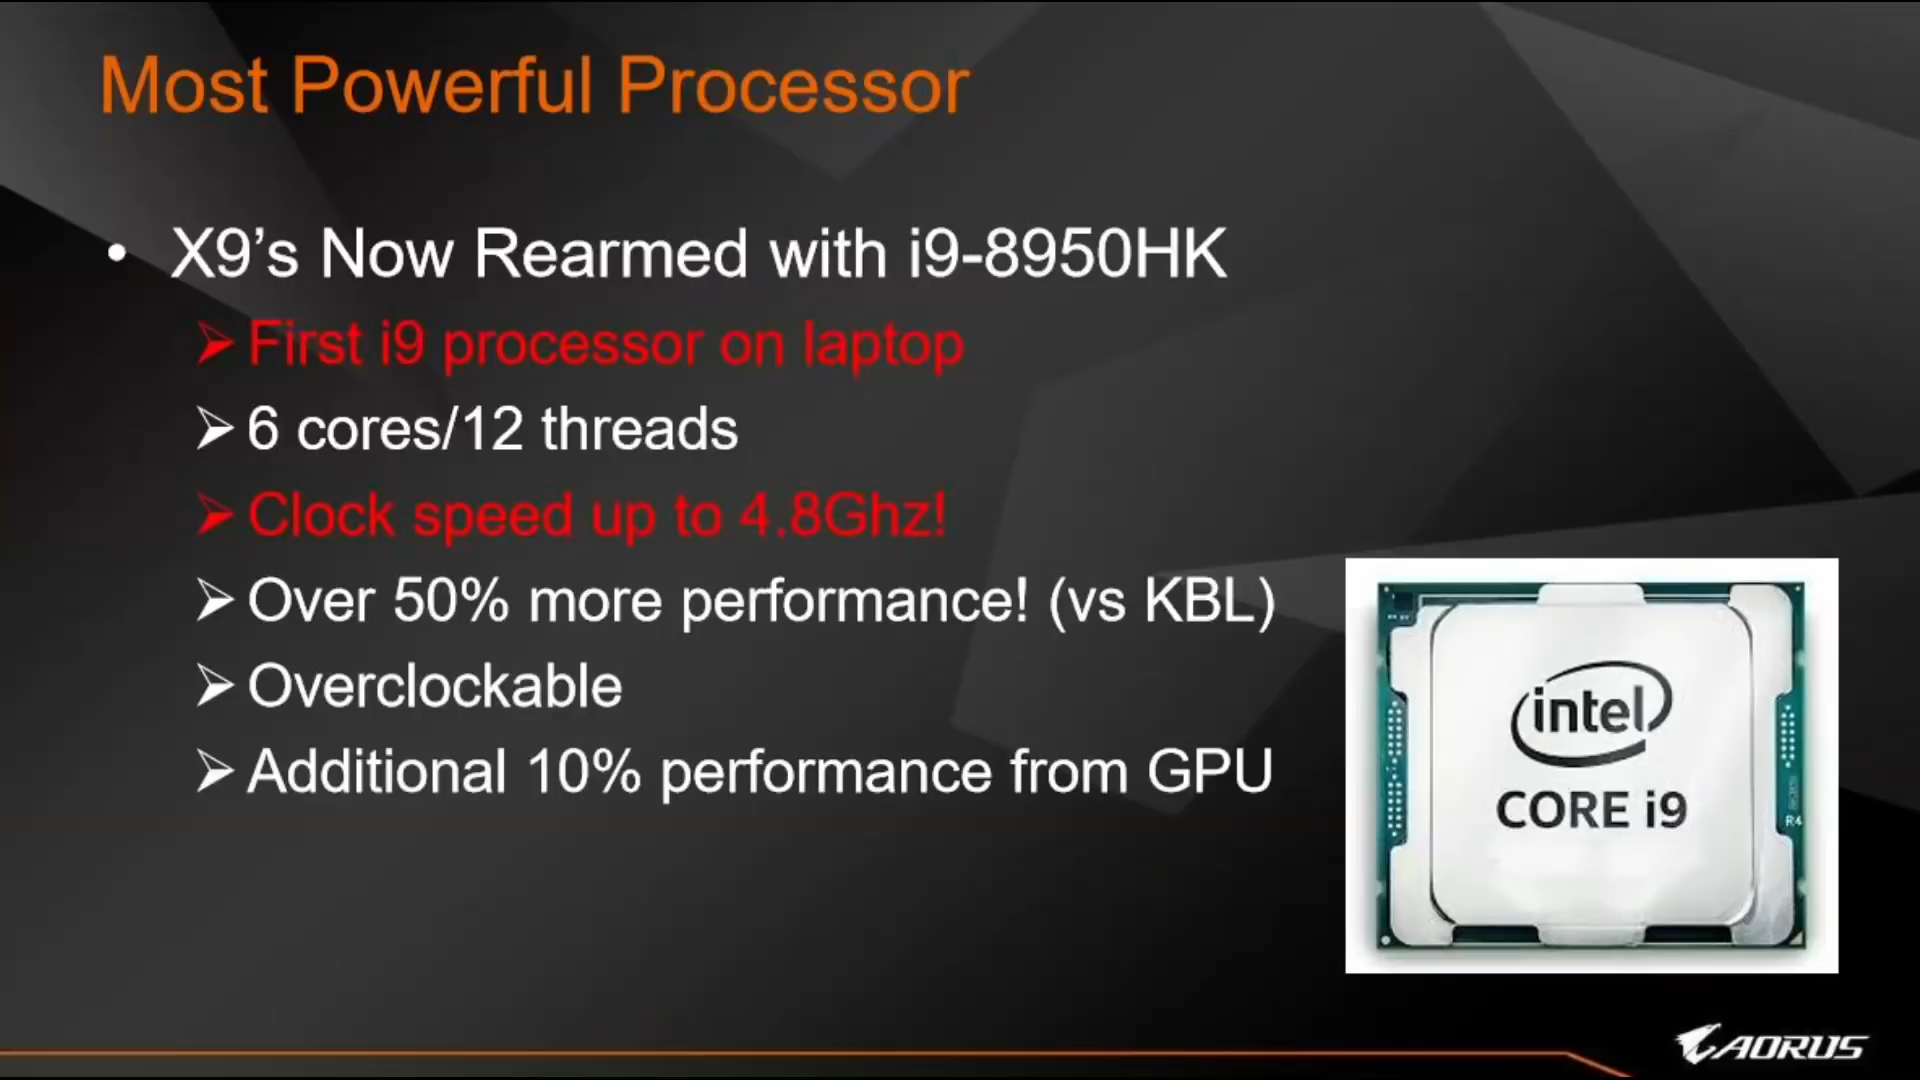 Most Powerful Processor
• X9's Now Rearmed with i9-8950HK
➢ First i9 processor on laptop
➢ 6 cores/12 threads
➢ Clock speed up to 4.8Ghz!
➢ Over 50% more performance! (vs KBL)
➢ Overclockable
➢ Additional 10% performance from GPU
intel
CORE i9
R4
AORUS